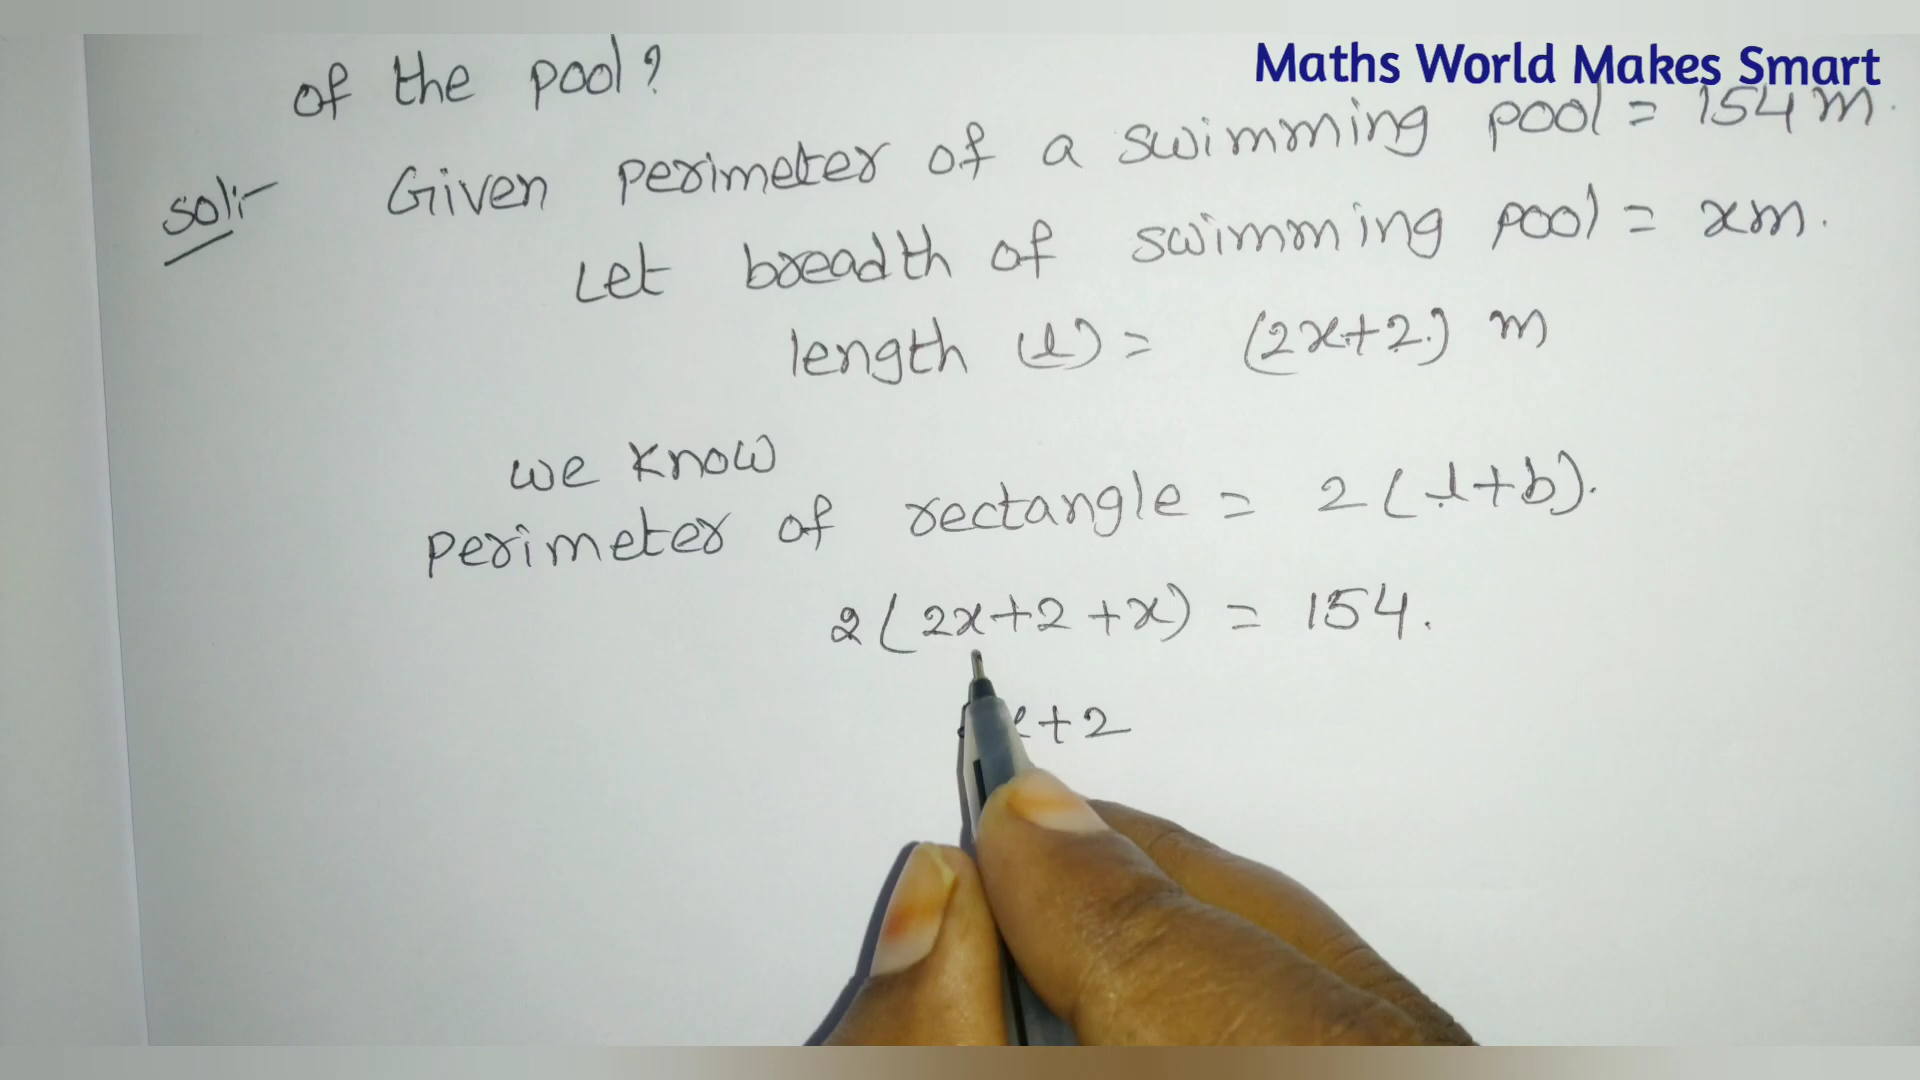 Maths World Makes Smart
of the pool?
sol:- Given perimeter of a swimming pool = 154 m.
Let breadth of swimming pool = xm.
length (l) = (2x+2) m
we know
perimeter of rectangle = 2(l+b).
2(2x+2+x) = 154.
x+2